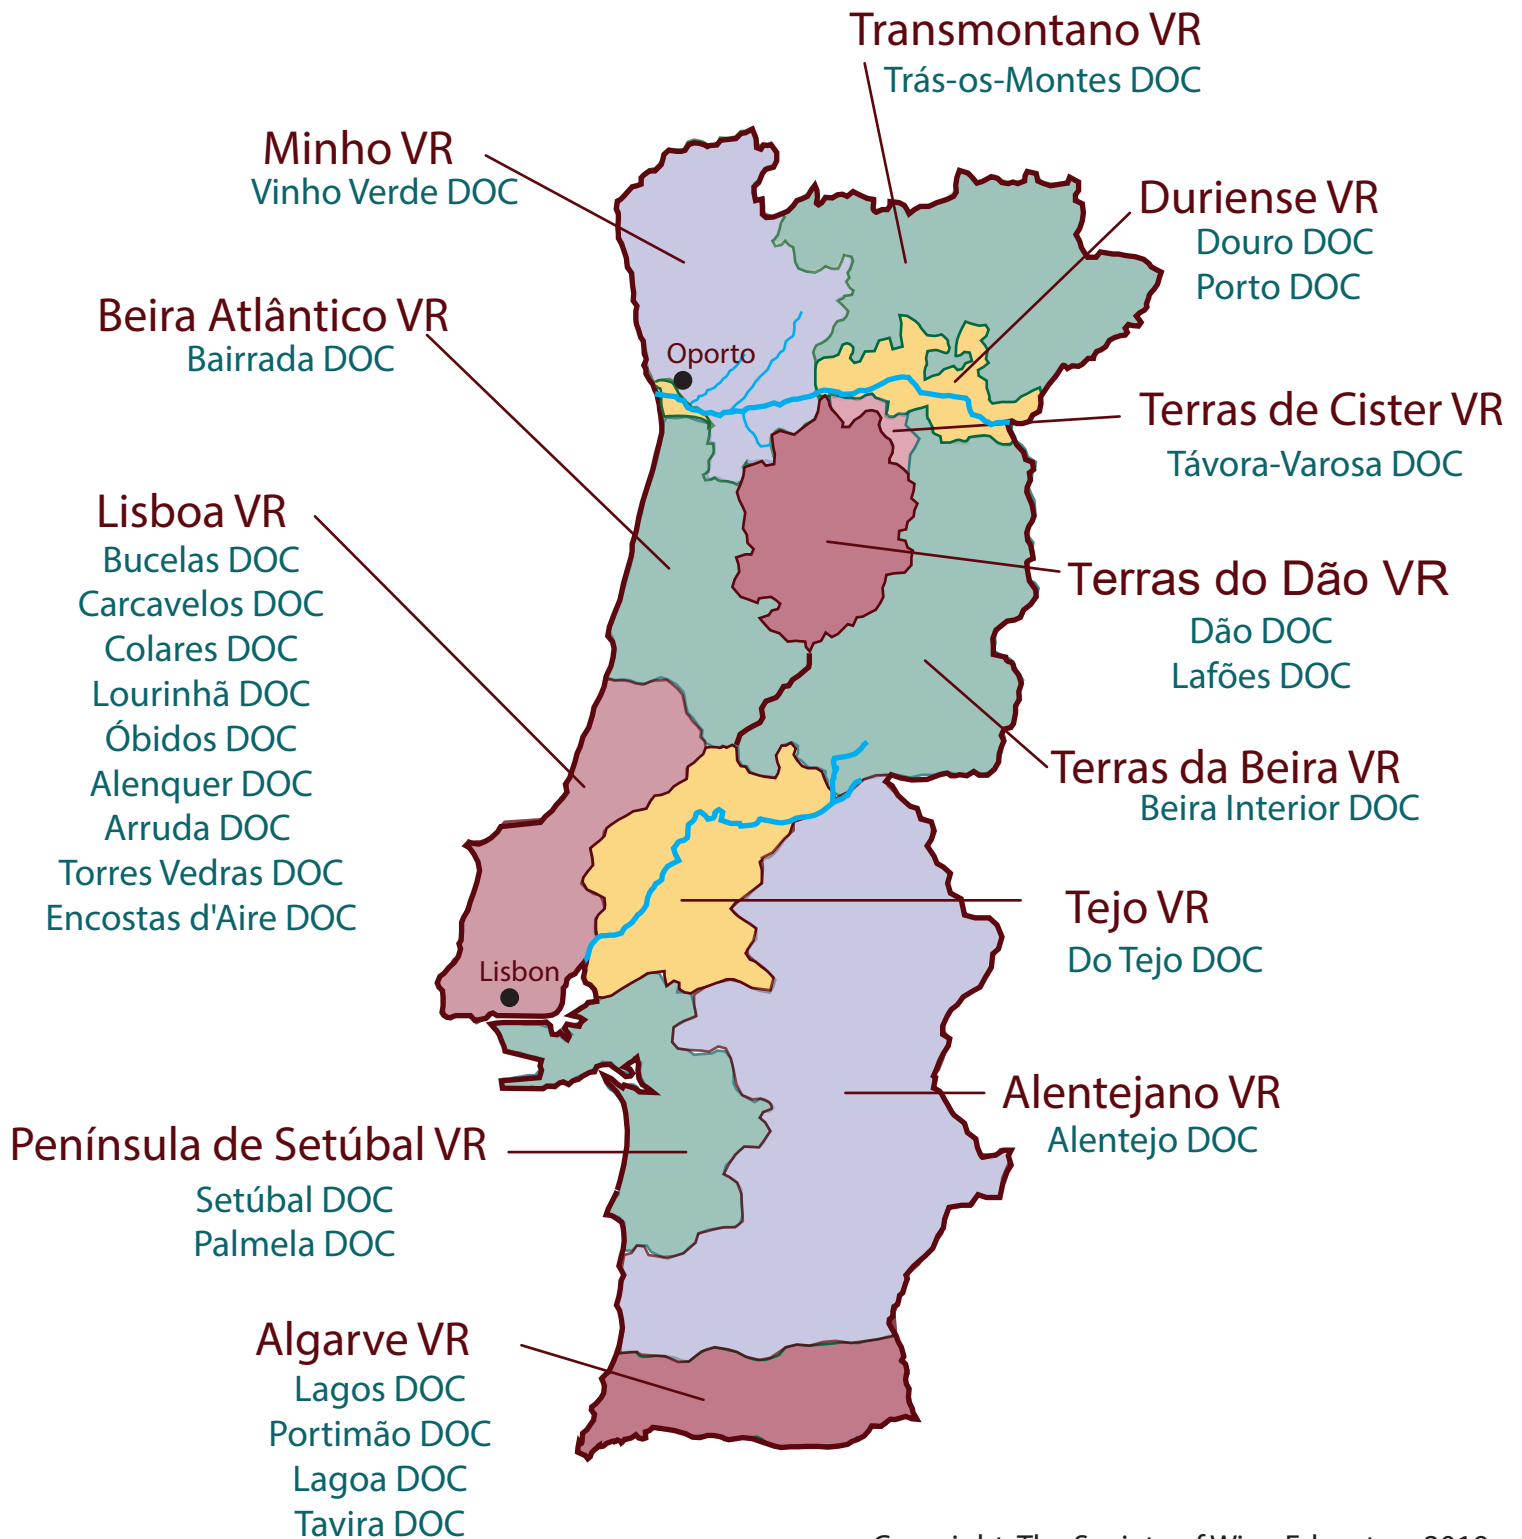 Transmontano VR
Trás-os-Montes DOC
Minho VR
Vinho Verde DOC
Duriense VR
Douro DOC
Porto DOC
Beira Atlântico VR
Bairrada DOC
Oporto
Terras de Cister VR
Távora-Varosa DOC
Lisboa VR
Bucelas DOC
Carcavelos DOC
Colares DOC
Lourinhã DOC
Óbidos DOC
Alenquer DOC
Arruda DOC
Torres Vedras DOC
Encostas d'Aire DOC
Terras do Dão VR
Dão DOC
Lafões DOC
Terras da Beira VR
Beira Interior DOC
Tejo VR
Do Tejo DOC
Lisbon
Alentejano VR
Alentejo DOC
Península de Setúbal VR
Setúbal DOC
Palmela DOC
Algarve VR
Lagos DOC
Portimão DOC
Lagoa DOC
Tavira DOC